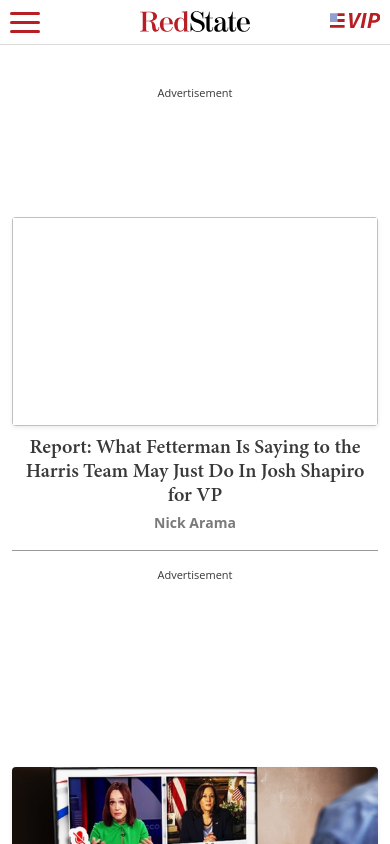 RedState
VIP
Advertisement
Report: What Fetterman Is Saying to the
Harris Team May Just Do In Josh Shapiro
for VP
Nick Arama
Advertisement